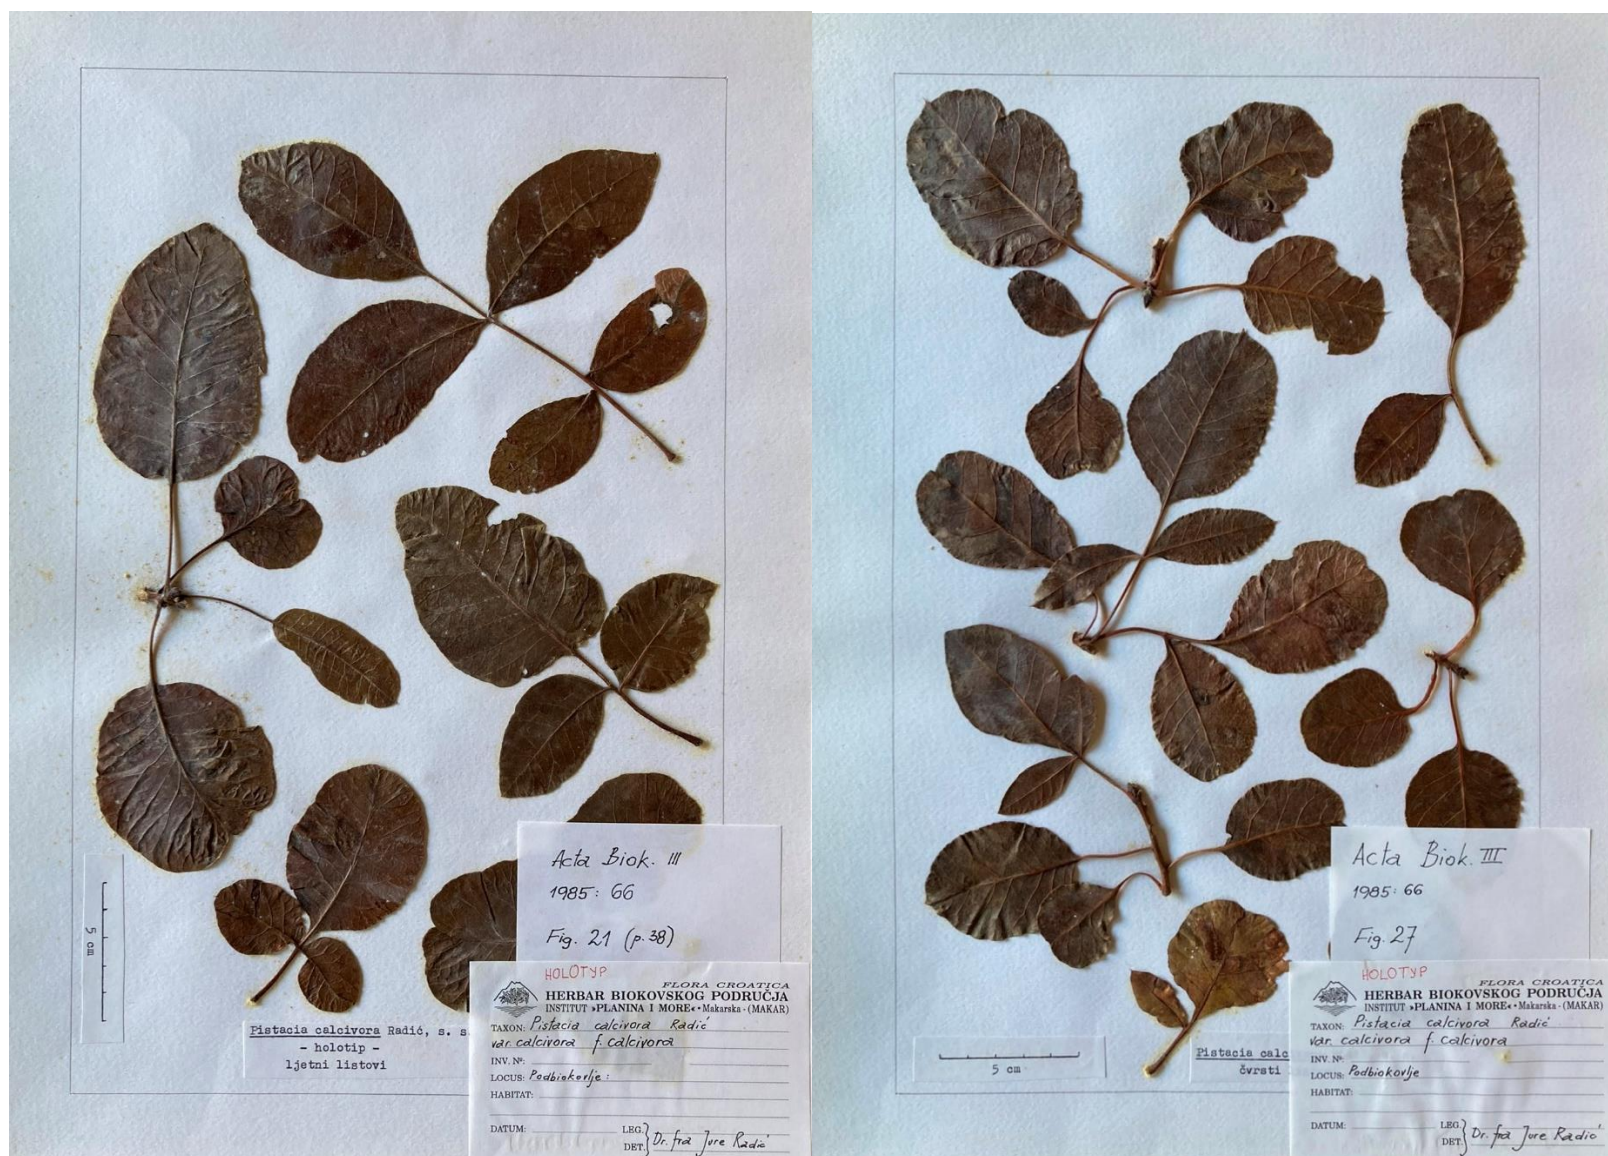 5 cm
Acta Biok. III
1985: 66
Fig. 21 (p. 38)
Pistacia calcivora Radić, s. s.
- holotip -
ljetni listovi
HOLOTYP
FLORA CROATICA
HERBAR BIOKOVSKOG PODRUČJA
INSTITUT »PLANINA I MORE« • Makarska - (MAKAR)
TAXON: Pistacia calcivora Radić
var. calcivora f. calcivora
INV. Nº:
LOCUS: Podbiokovlje:
HABITAT:
DATUM: LEG.
DET. Dr. fra Jure Radić
Acta Biok. III
1985: 66
Fig. 27
5 cm
Pistacia calc
čvrsti
HOLOTYP
FLORA CROATICA
HERBAR BIOKOVSKOG PODRUČJA
INSTITUT »PLANINA I MORE« • Makarska - (MAKAR)
TAXON: Pistacia calcivora Radić
var. calcivora f. calcivora
INV. Nº:
LOCUS: Podbiokovlje
HABITAT:
DATUM: LEG.
DET. Dr. fra Jure Radić